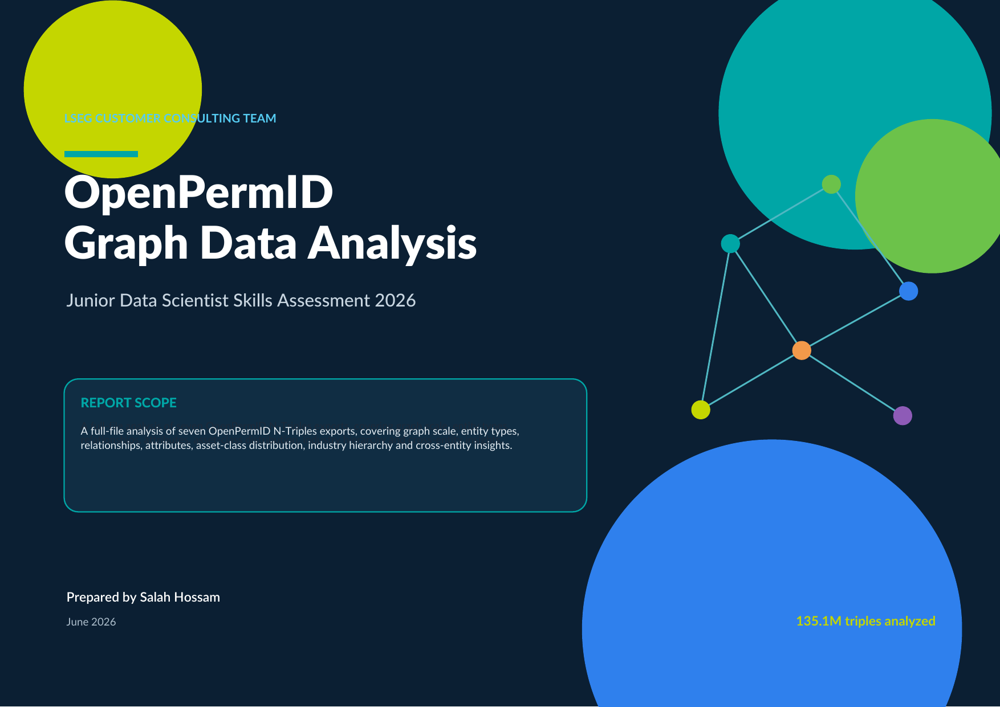 LSEG CUSTOMER CONSULTING TEAM
OpenPermID
Graph Data Analysis
Junior Data Scientist Skills Assessment 2026
REPORT SCOPE
A full-file analysis of seven OpenPermID N-Triples exports, covering graph scale, entity types,
relationships, attributes, asset-class distribution, industry hierarchy and cross-entity insights.
Prepared by Salah Hossam
June 2026
135.1M triples analyzed